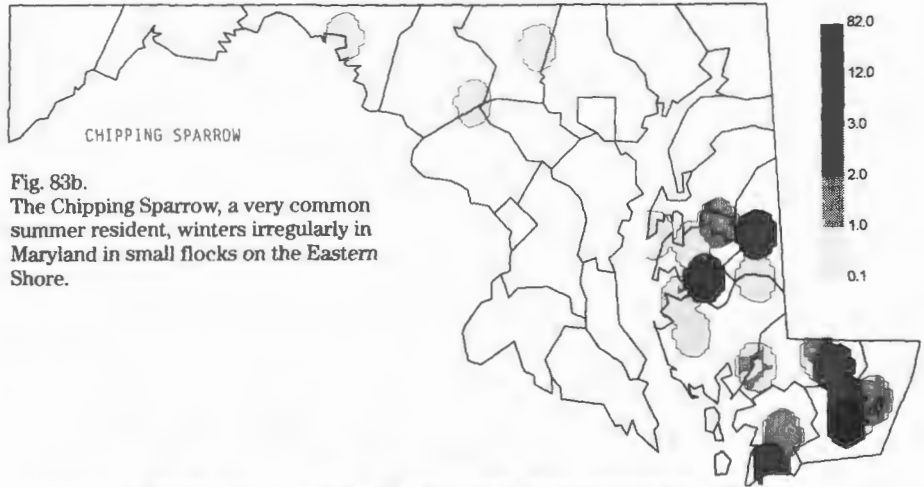 82.0
12.0
3.0
2.0
1.0
0.1
CHIPPING SPARROW
Fig. 83b.
The Chipping Sparrow, a very common
summer resident, winters irregularly in
Maryland in small flocks on the Eastern
Shore.